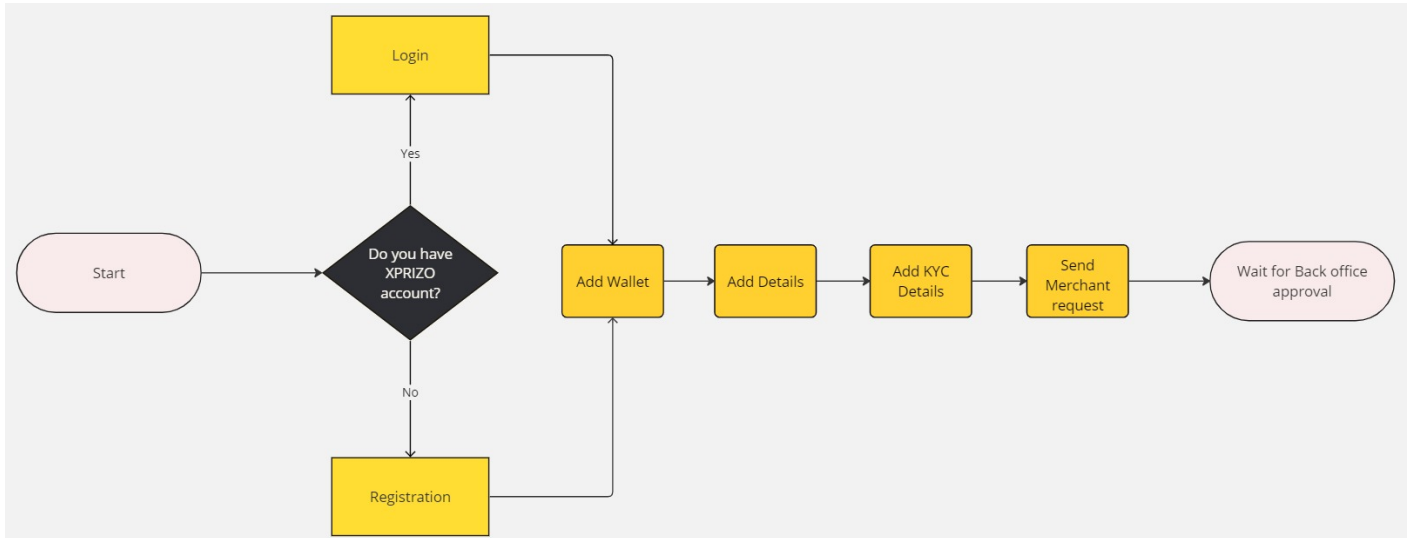 Login
Yes
Start
Do you have
XPRIZO
account?
Add Wallet
Add Details
Add KYC
Details
Send
Merchant
request
Wait for Back office
approval
No
Registration